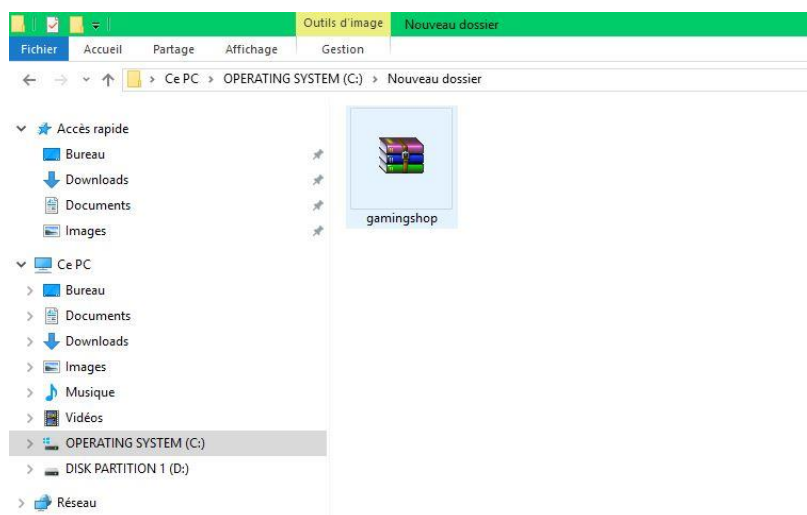 Outils d'image Nouveau dossier
Fichier Accueil Partage Affichage Gestion
Ce PC > OPERATING SYSTEM (C:) > Nouveau dossier
Accès rapide
Bureau
Downloads
Documents
Images
Ce PC
Bureau
Documents
Downloads
Images
Musique
Vidéos
OPERATING SYSTEM (C:)
DISK PARTITION 1 (D:)
Réseau
gamingshop